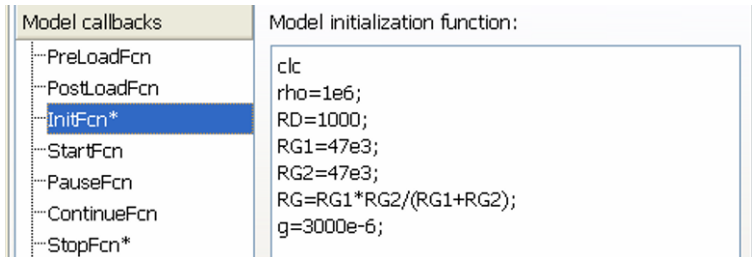 Model callbacks
PreLoadFcn
PostLoadFcn
InitFcn*
StartFcn
PauseFcn
ContinueFcn
StopFcn*
Model initialization function:
clc
rho=1e6;
RD=1000;
RG1=47e3;
RG2=47e3;
RG=RG1*RG2/(RG1+RG2);
g=3000e-6;